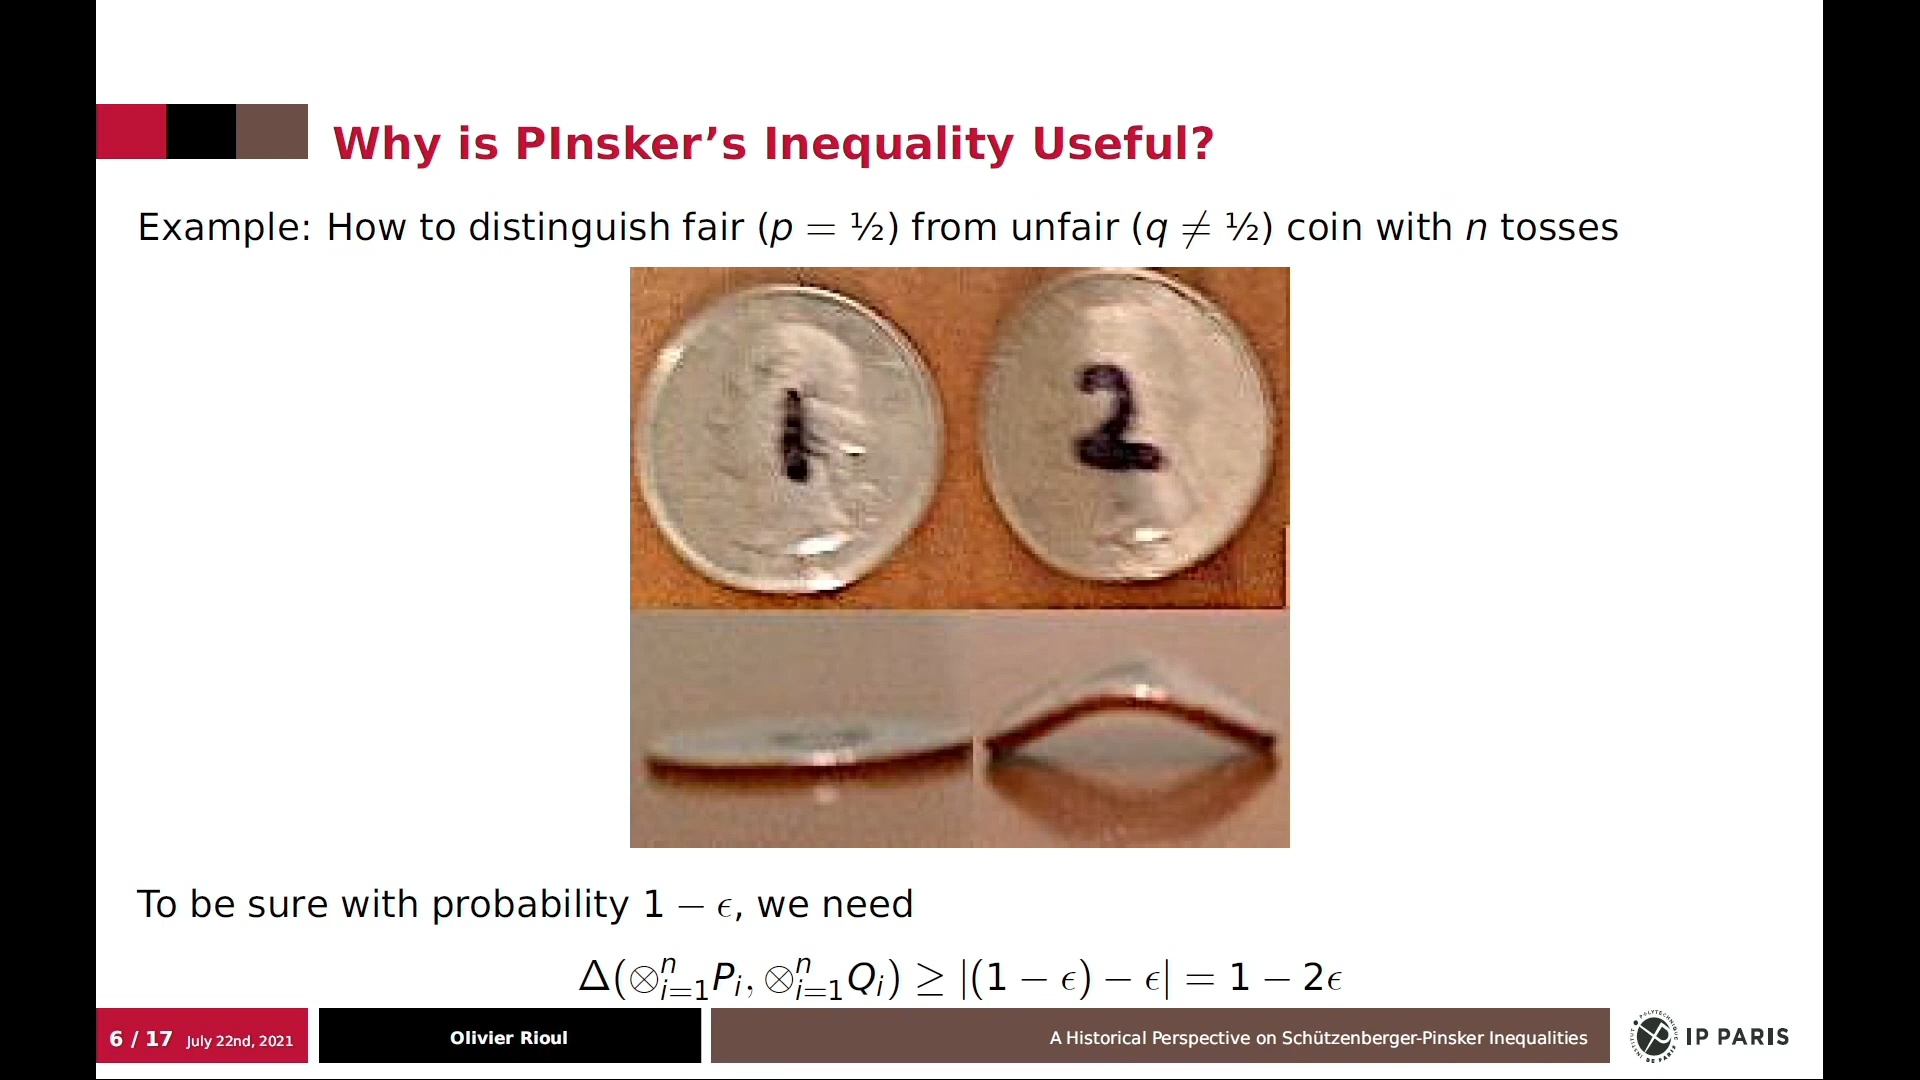 Why is PInsker’s Inequality Useful?
Example: How to distinguish fair (p = ½) from unfair (q ≠ ½) coin with n tosses
1
2
To be sure with probability 1 − ϵ, we need
Δ(⊗ⁿᵢ₌₁Pᵢ, ⊗ⁿᵢ₌₁Qᵢ) ≥ |(1 − ϵ) − ϵ| = 1 − 2ϵ
6 / 17 July 22nd, 2021
Olivier Rioul
A Historical Perspective on Schützenberger-Pinsker Inequalities
IP PARIS